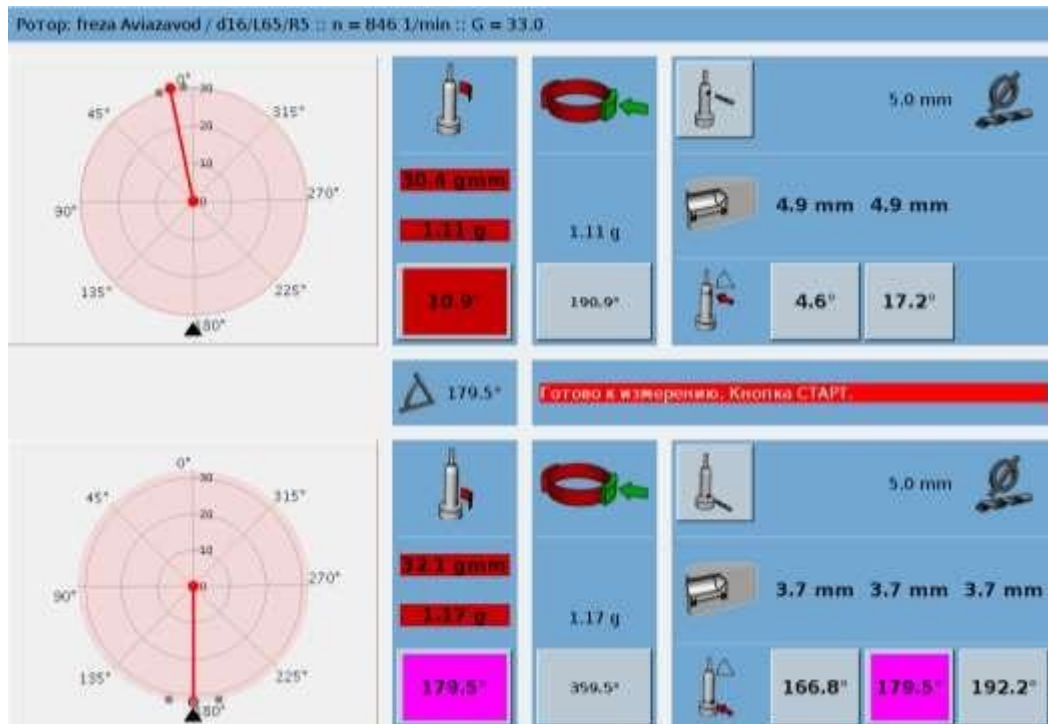 Ротор: freza Aviazavod / d16/L65/R5 :: n = 846 1/min :: G = 33.0
0°
45°
315°
30
20
10
0
90°
270°
135°
225°
180°
30.4 gmm
1.11 g
10.9°
1.11 g
190.9°
5.0 mm
4.9 mm 4.9 mm
4.6° 17.2°
179.5°
Готово к измерению. Кнопка СТАРТ.
0°
45°
315°
30
20
10
0
90°
270°
135°
225°
180°
32.1 gmm
1.17 g
179.5°
1.17 g
359.5°
5.0 mm
3.7 mm 3.7 mm 3.7 mm
166.8° 179.5° 192.2°